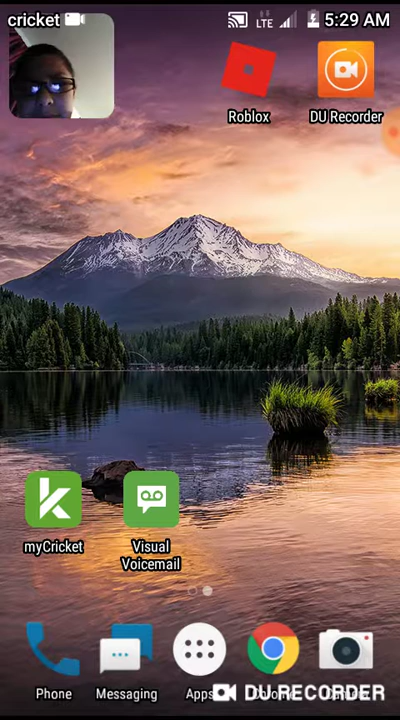 cricket LTE 5:29 AM
Roblox DU Recorder
myCricket Visual
Voicemail
Phone Messaging Apps
DU RECORDER